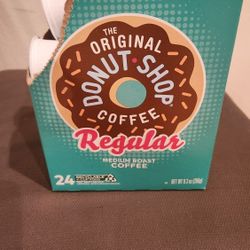 THE
ORIGINAL
DONUT·SHOP
COFFEE
Regular
MEDIUM ROAST
COFFEE
24